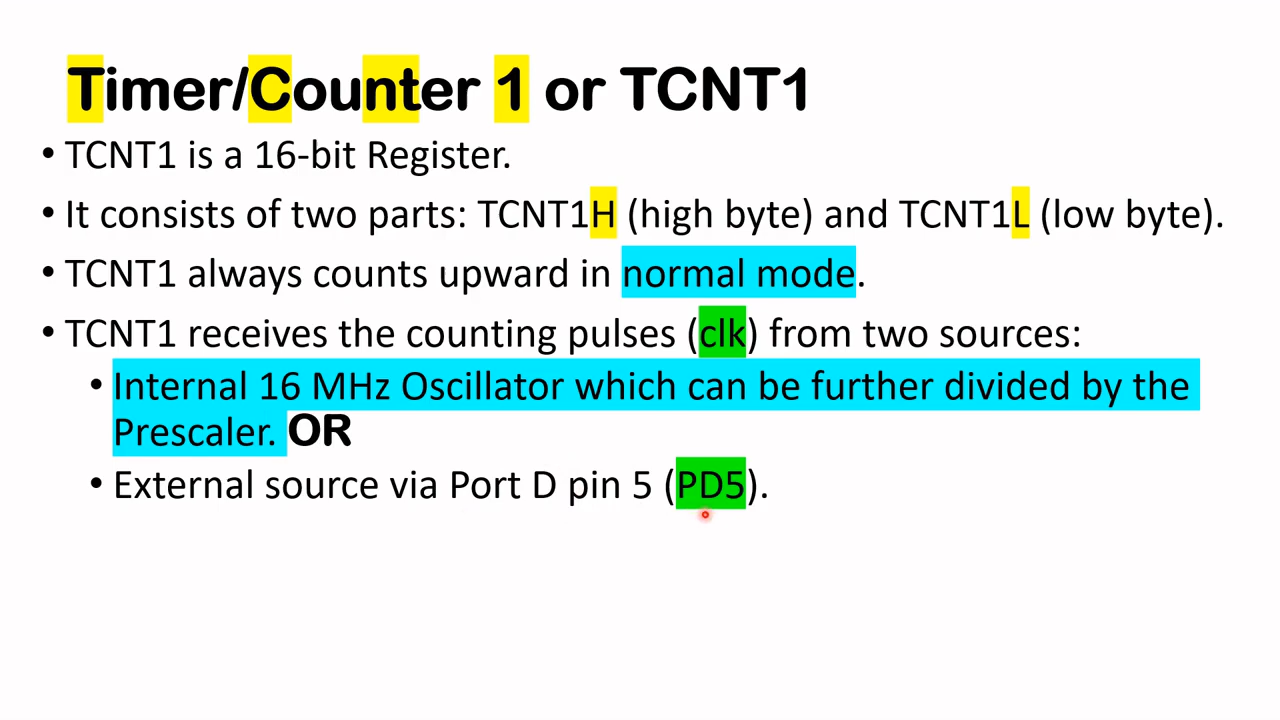 Timer/Counter 1 or TCNT1
• TCNT1 is a 16-bit Register.
• It consists of two parts: TCNT1H (high byte) and TCNT1L (low byte).
• TCNT1 always counts upward in normal mode.
• TCNT1 receives the counting pulses (clk) from two sources:
• Internal 16 MHz Oscillator which can be further divided by the
Prescaler. OR
• External source via Port D pin 5 (PD5).